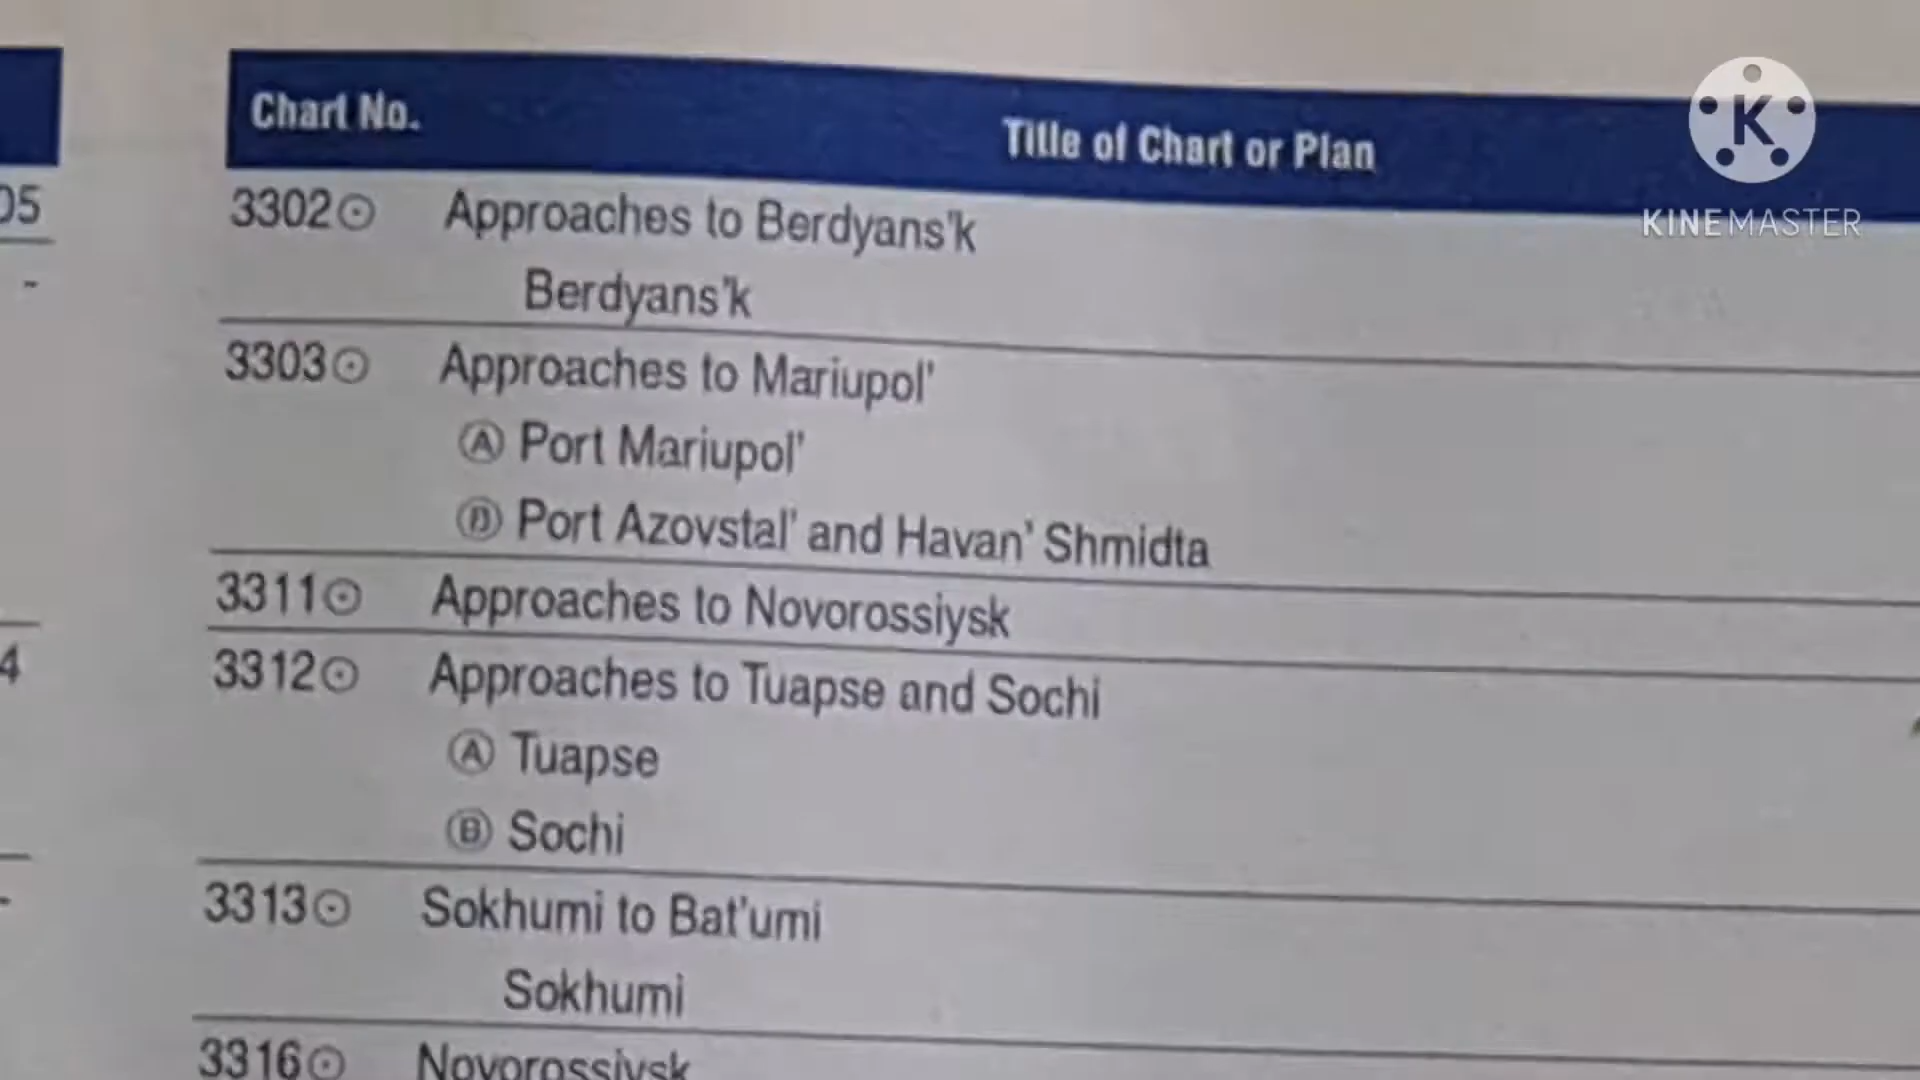 Chart No. Title of Chart or Plan
K
KINEMASTER
05
3302⊙ Approaches to Berdyans'k
-
Berdyans'k
3303⊙ Approaches to Mariupol'
Ⓐ Port Mariupol'
Ⓑ Port Azovstal' and Havan' Shmidta
3311⊙ Approaches to Novorossiysk
4
3312⊙ Approaches to Tuapse and Sochi
Ⓐ Tuapse
Ⓑ Sochi
-
3313⊙ Sokhumi to Bat'umi
Sokhumi
3316⊙ Novorossiysk